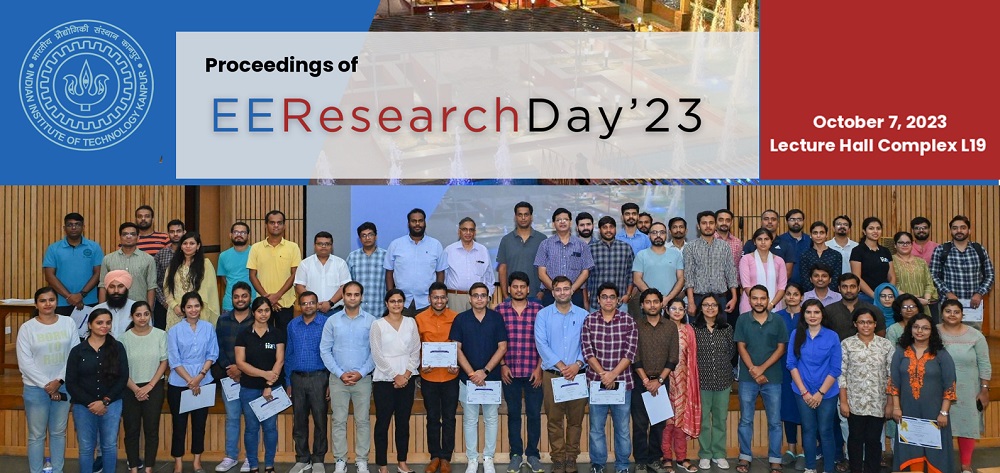 भारतीय प्रौद्योगिकी संस्थान कानपुर
INDIAN INSTITUTE OF TECHNOLOGY KANPUR
Proceedings of
EEResearchDay'23
October 7, 2023
Lecture Hall Complex L19